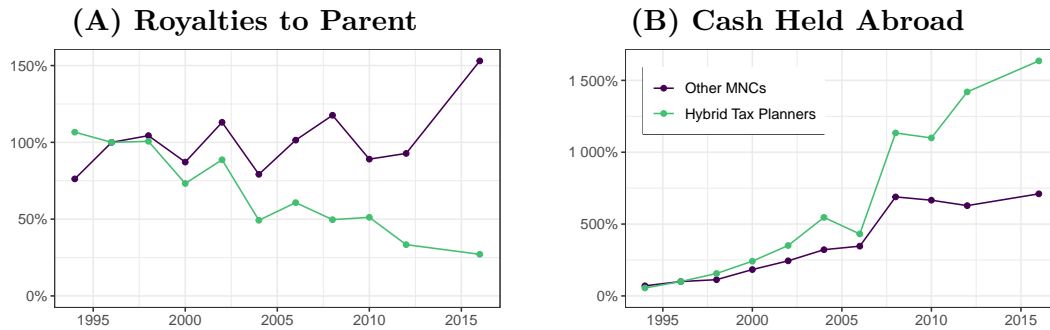 (A) Royalties to Parent
150%
100%
50%
0%
1995 2000 2005 2010 2015
(B) Cash Held Abroad
1 500%
1 000%
500%
0%
Other MNCs
Hybrid Tax Planners
1995 2000 2005 2010 2015